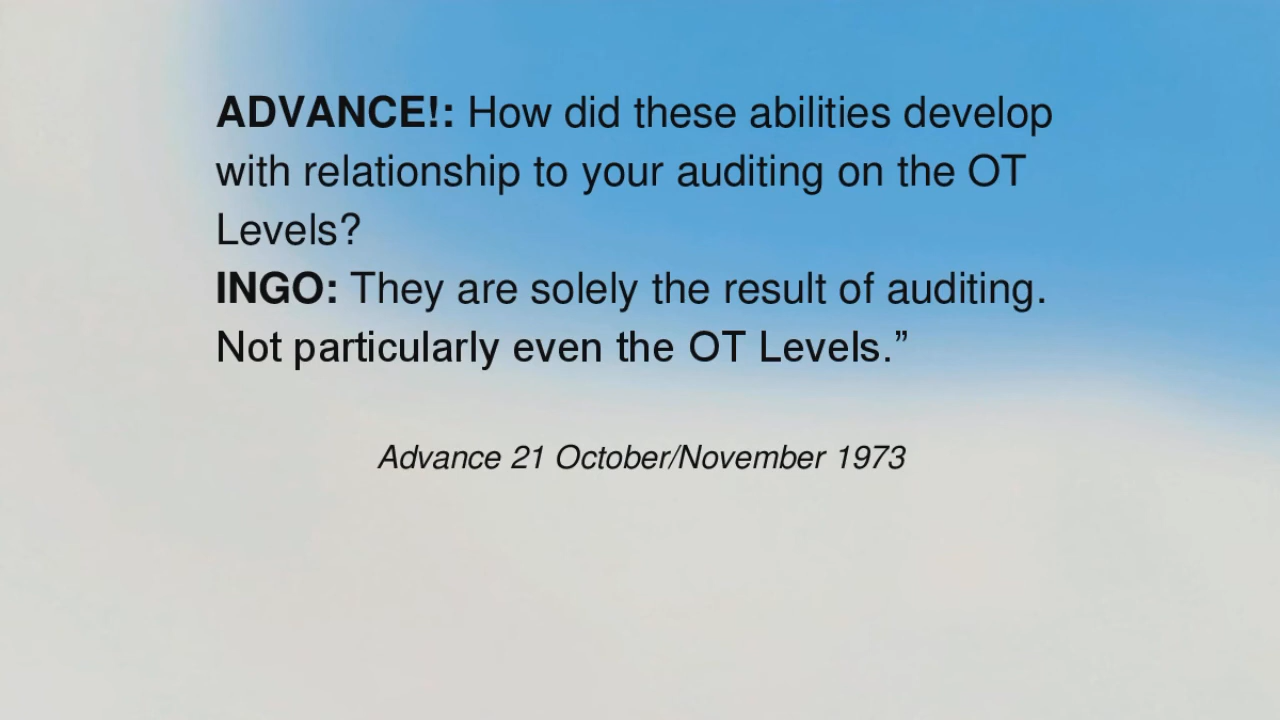 ADVANCE!: How did these abilities develop
with relationship to your auditing on the OT
Levels?
INGO: They are solely the result of auditing.
Not particularly even the OT Levels.”
Advance 21 October/November 1973